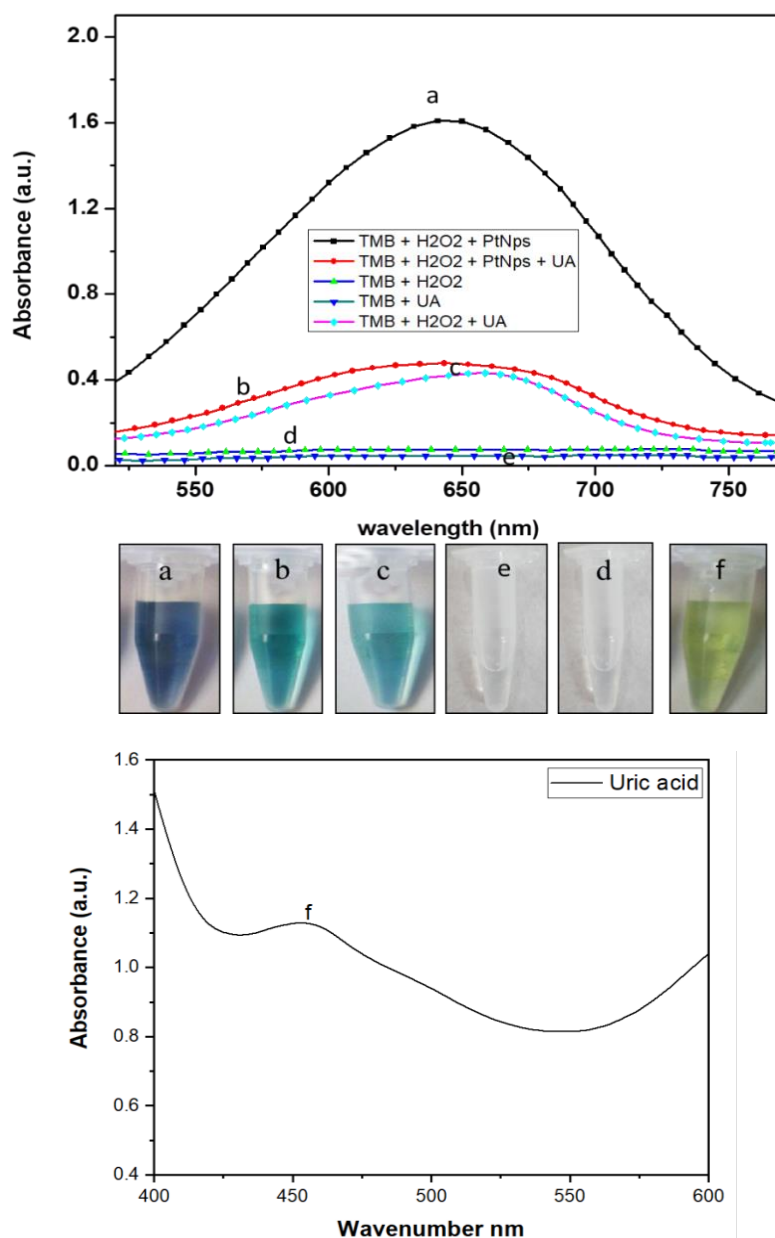 2.0
1.6
1.2
0.8
0.4
0.0
Absorbance (a.u.)
a
b
c
d
e
TMB + H2O2 + PtNps
TMB + H2O2 + PtNps + UA
TMB + H2O2
TMB + UA
TMB + H2O2 + UA
550 600 650 700 750
wavelength (nm)
a b c e d f
1.6
1.4
1.2
1.0
0.8
0.6
0.4
Absorbance (a.u.)
Uric acid
f
400 450 500 550 600
Wavenumber nm